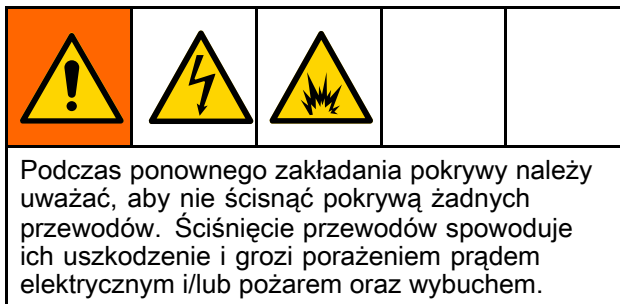 Podczas ponownego zakładania pokrywy należy
uważać, aby nie ścisnąć pokrywą żadnych
przewodów. Ściśnięcie przewodów spowoduje
ich uszkodzenie i grozi porażeniem prądem
elektrycznym i/lub pożarem oraz wybuchem.